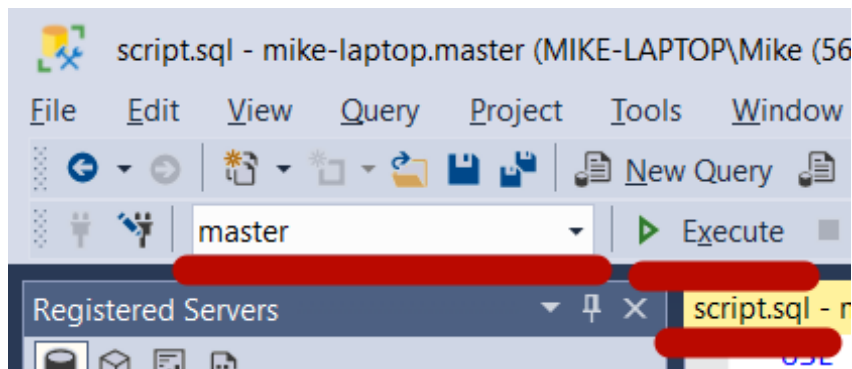 script.sql - mike-laptop.master (MIKE-LAPTOP\Mike (56
File Edit View Query Project Tools Window
New Query
master Execute
Registered Servers script.sql -